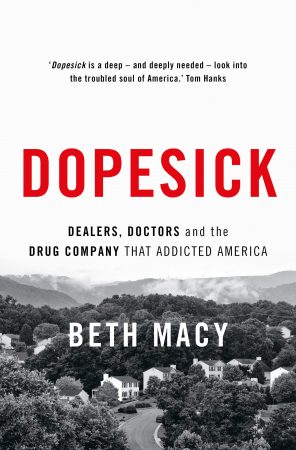 ‘Dopesick is a deep – and deeply needed – look into
the troubled soul of America.’ Tom Hanks
DOPESICK
DEALERS, DOCTORS and the
DRUG COMPANY THAT ADDICTED AMERICA
BETH MACY